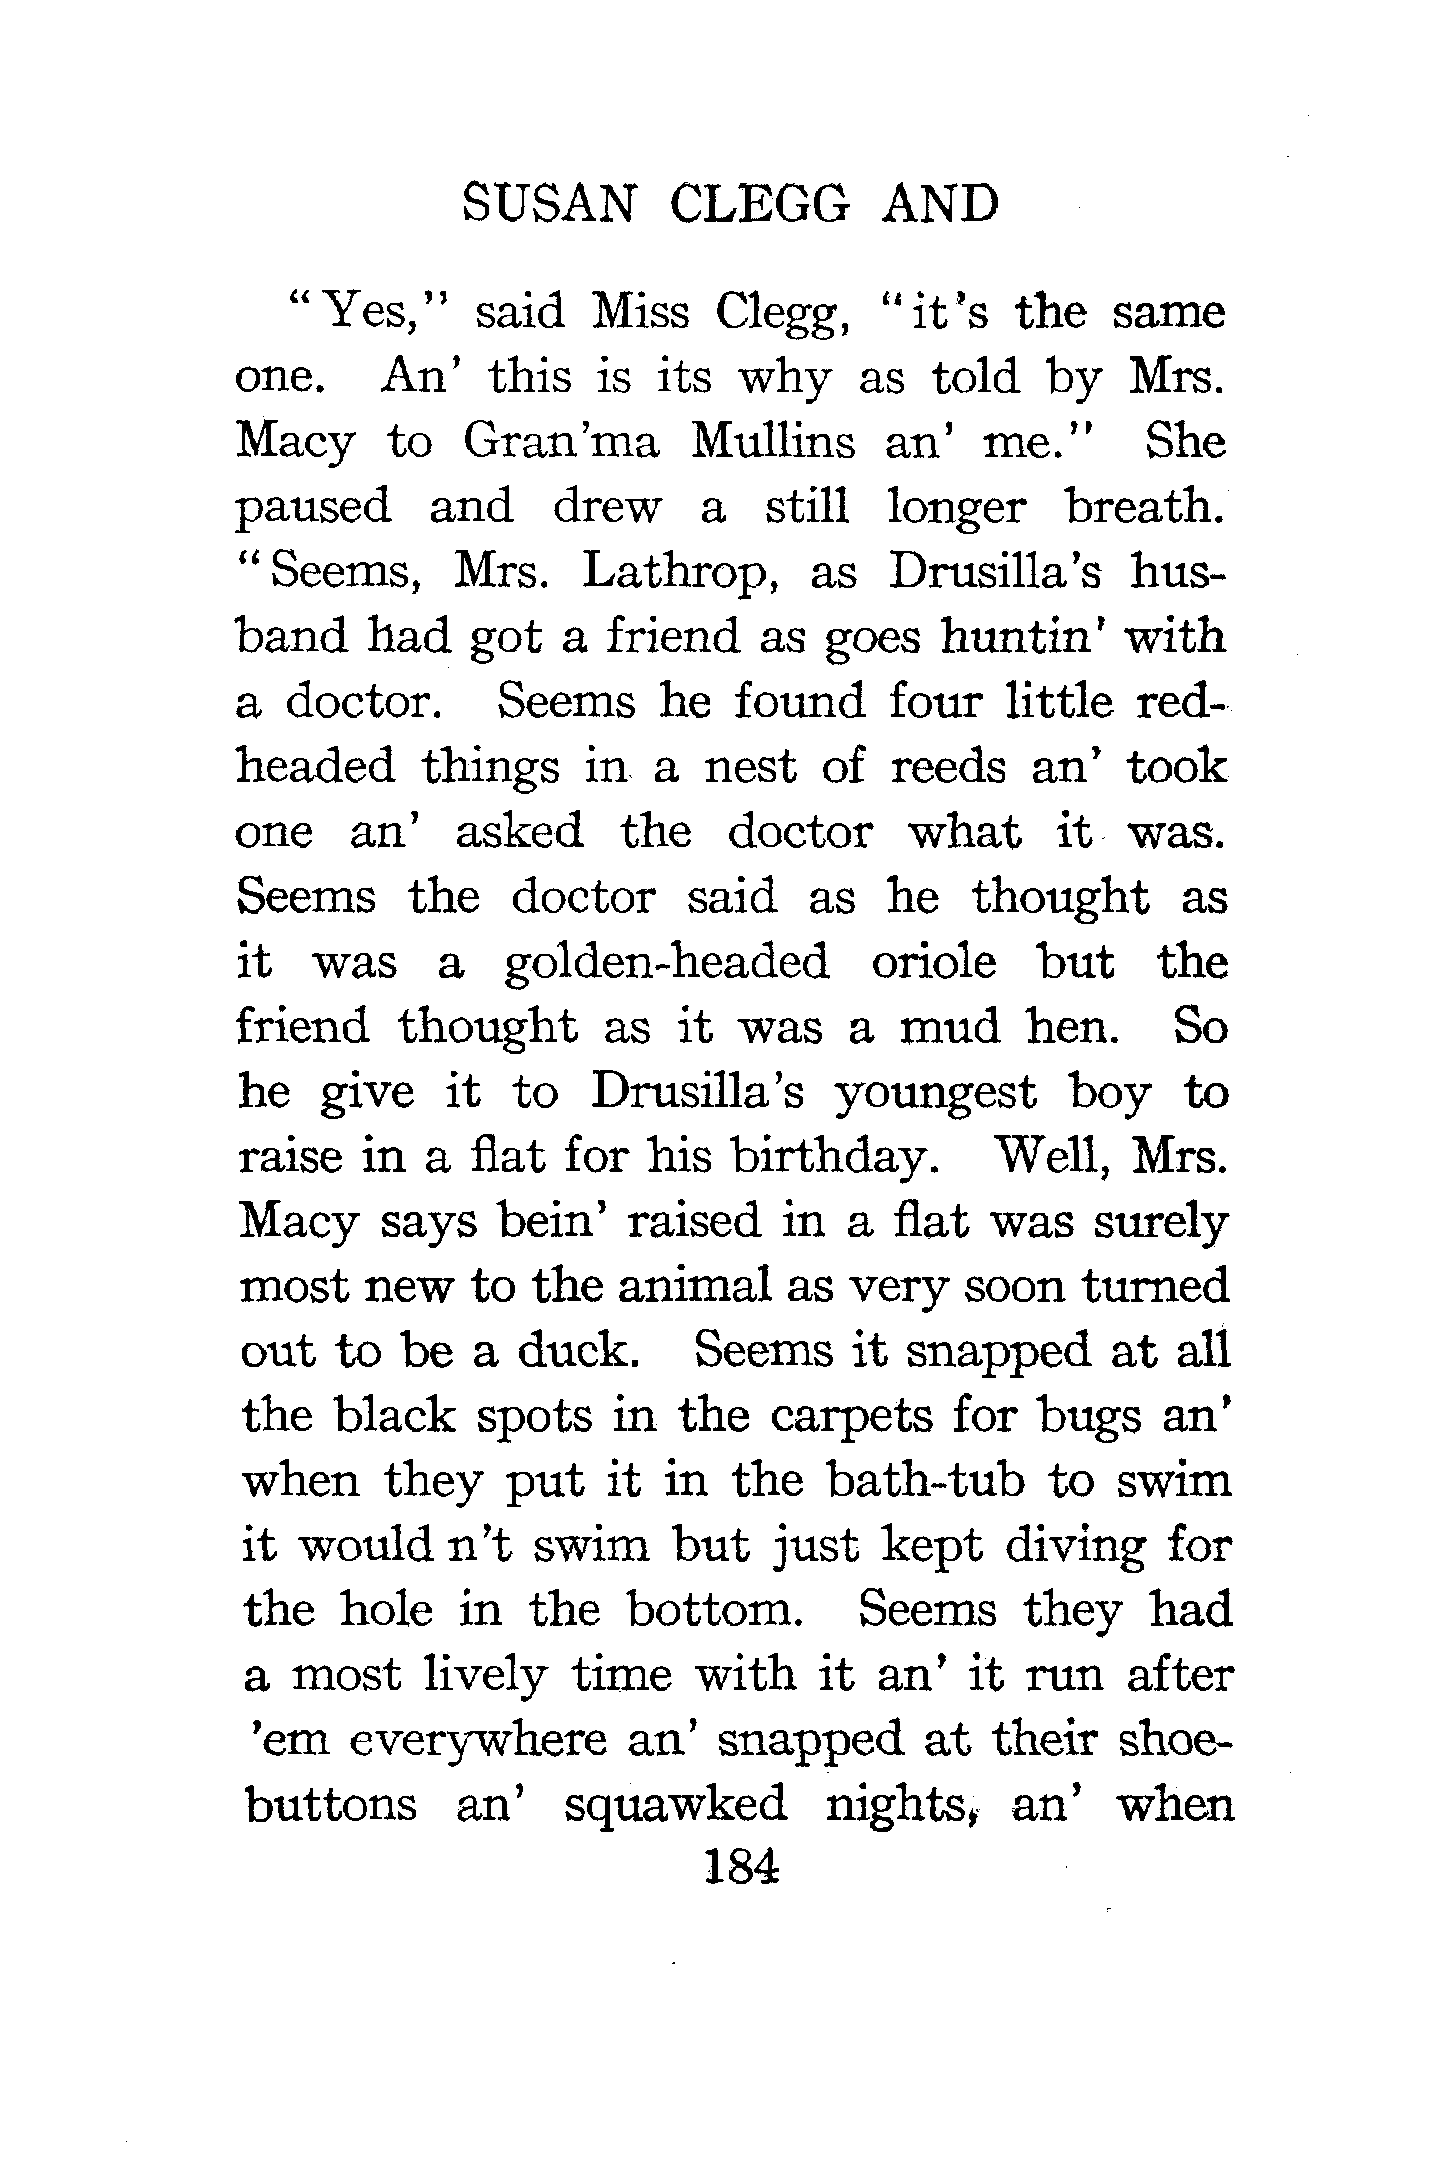 SUSAN CLEGG AND
“Yes,” said Miss Clegg, “it’s the same
one. An’ this is its why as told by Mrs.
Macy to Gran’ma Mullins an’ me.” She
paused and drew a still longer breath.
“Seems, Mrs. Lathrop, as Drusilla’s hus-
band had got a friend as goes huntin’ with
a doctor. Seems he found four little red-
headed things in a nest of reeds an’ took
one an’ asked the doctor what it was.
Seems the doctor said as he thought as
it was a golden-headed oriole but the
friend thought as it was a mud hen. So
he give it to Drusilla’s youngest boy to
raise in a flat for his birthday. Well, Mrs.
Macy says bein’ raised in a flat was surely
most new to the animal as very soon turned
out to be a duck. Seems it snapped at all
the black spots in the carpets for bugs an’
when they put it in the bath-tub to swim
it would n’t swim but just kept diving for
the hole in the bottom. Seems they had
a most lively time with it an’ it run after
’em everywhere an’ snapped at their shoe-
buttons an’ squawked nights, an’ when
184